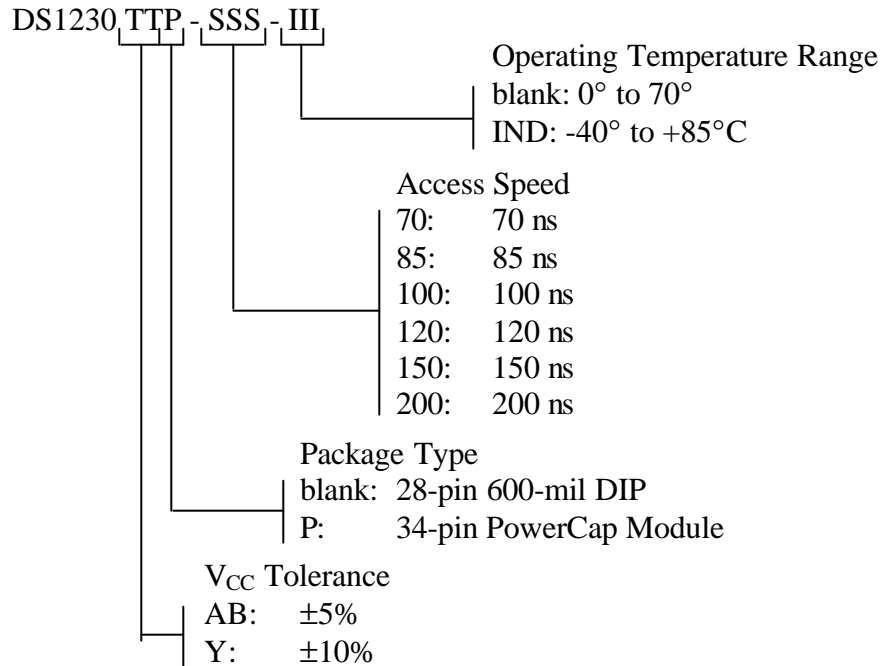 DS1230 TTP - SSS - III
Operating Temperature Range
blank: 0° to 70°
IND: -40° to +85°C
Access Speed
70: 70 ns
85: 85 ns
100: 100 ns
120: 120 ns
150: 150 ns
200: 200 ns
Package Type
blank: 28-pin 600-mil DIP
P: 34-pin PowerCap Module
VCC Tolerance
AB: ±5%
Y: ±10%